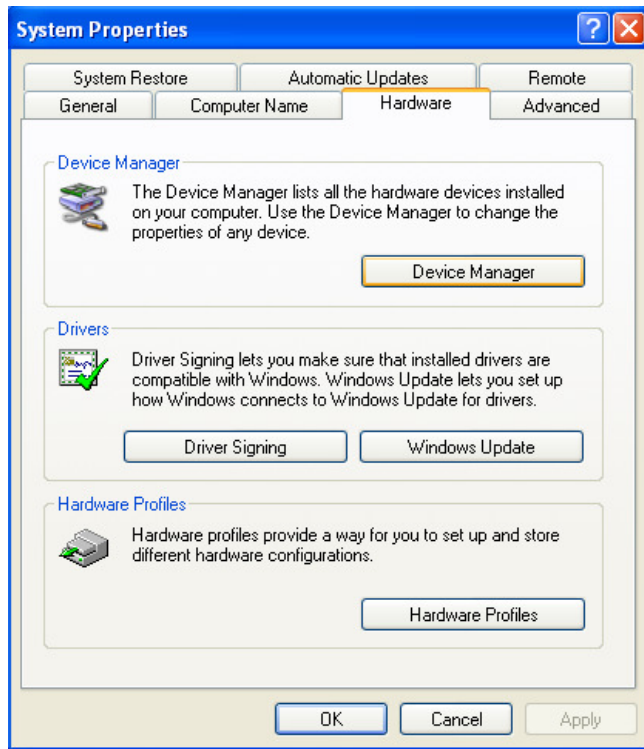 System Properties
System Restore
Automatic Updates
Remote
General
Computer Name
Hardware
Advanced
Device Manager
The Device Manager lists all the hardware devices installed
on your computer. Use the Device Manager to change the
properties of any device.
Device Manager
Drivers
Driver Signing lets you make sure that installed drivers are
compatible with Windows. Windows Update lets you set up
how Windows connects to Windows Update for drivers.
Driver Signing
Windows Update
Hardware Profiles
Hardware profiles provide a way for you to set up and store
different hardware configurations.
Hardware Profiles
OK
Cancel
Apply